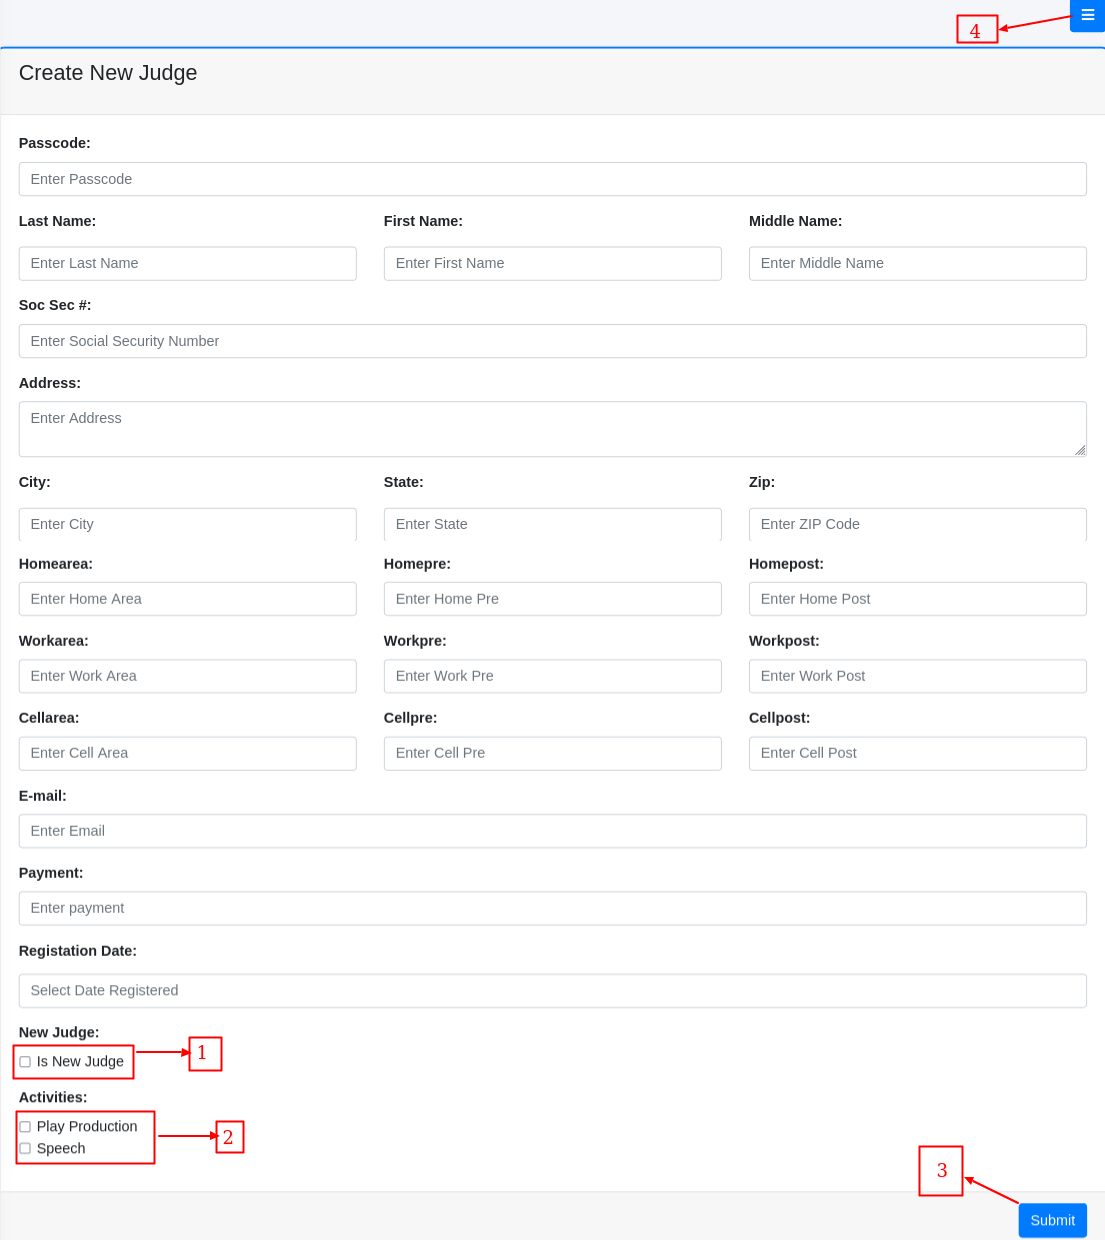 4
Create New Judge
Passcode:
Enter Passcode
Last Name: First Name: Middle Name:
Enter Last Name Enter First Name Enter Middle Name
Soc Sec #:
Enter Social Security Number
Address:
Enter Address
City: State: Zip:
Enter City Enter State Enter ZIP Code
Homearea: Homepre: Homepost:
Enter Home Area Enter Home Pre Enter Home Post
Workarea: Workpre: Workpost:
Enter Work Area Enter Work Pre Enter Work Post
Cellarea: Cellpre: Cellpost:
Enter Cell Area Enter Cell Pre Enter Cell Post
E-mail:
Enter Email
Payment:
Enter payment
Registation Date:
Select Date Registered
New Judge:
Is New Judge 1
Activities:
Play Production
Speech 2
3
Submit